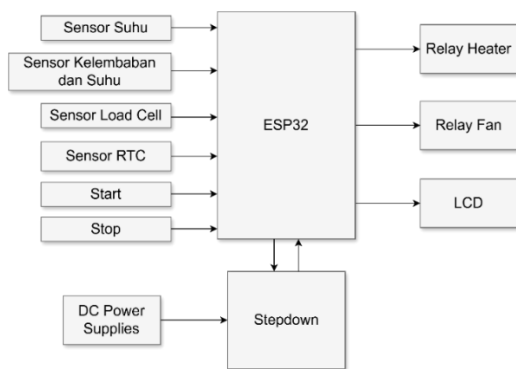 Sensor Suhu
Sensor Kelembaban
dan Suhu
Sensor Load Cell
Sensor RTC
Start
Stop
ESP32
Relay Heater
Relay Fan
LCD
DC Power
Supplies
Stepdown